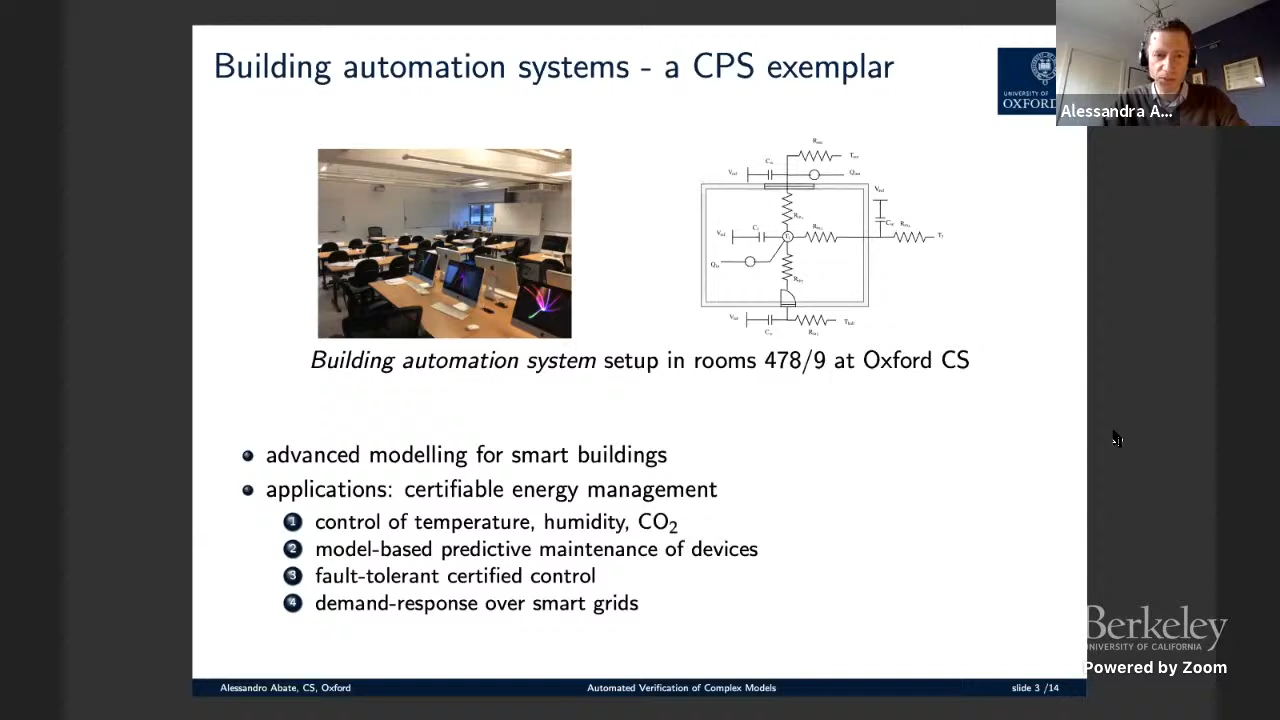 Building automation systems - a CPS exemplar
UNIVERSITY OF
OXFORD
Alessandra A...
Building automation system setup in rooms 478/9 at Oxford CS
advanced modelling for smart buildings
applications: certifiable energy management
1 control of temperature, humidity, CO2
2 model-based predictive maintenance of devices
3 fault-tolerant certified control
4 demand-response over smart grids
Berkeley
UNIVERSITY OF CALIFORNIA
Powered by Zoom
Alessandro Abate, CS, Oxford
Automated Verification of Complex Models
slide 3 /14